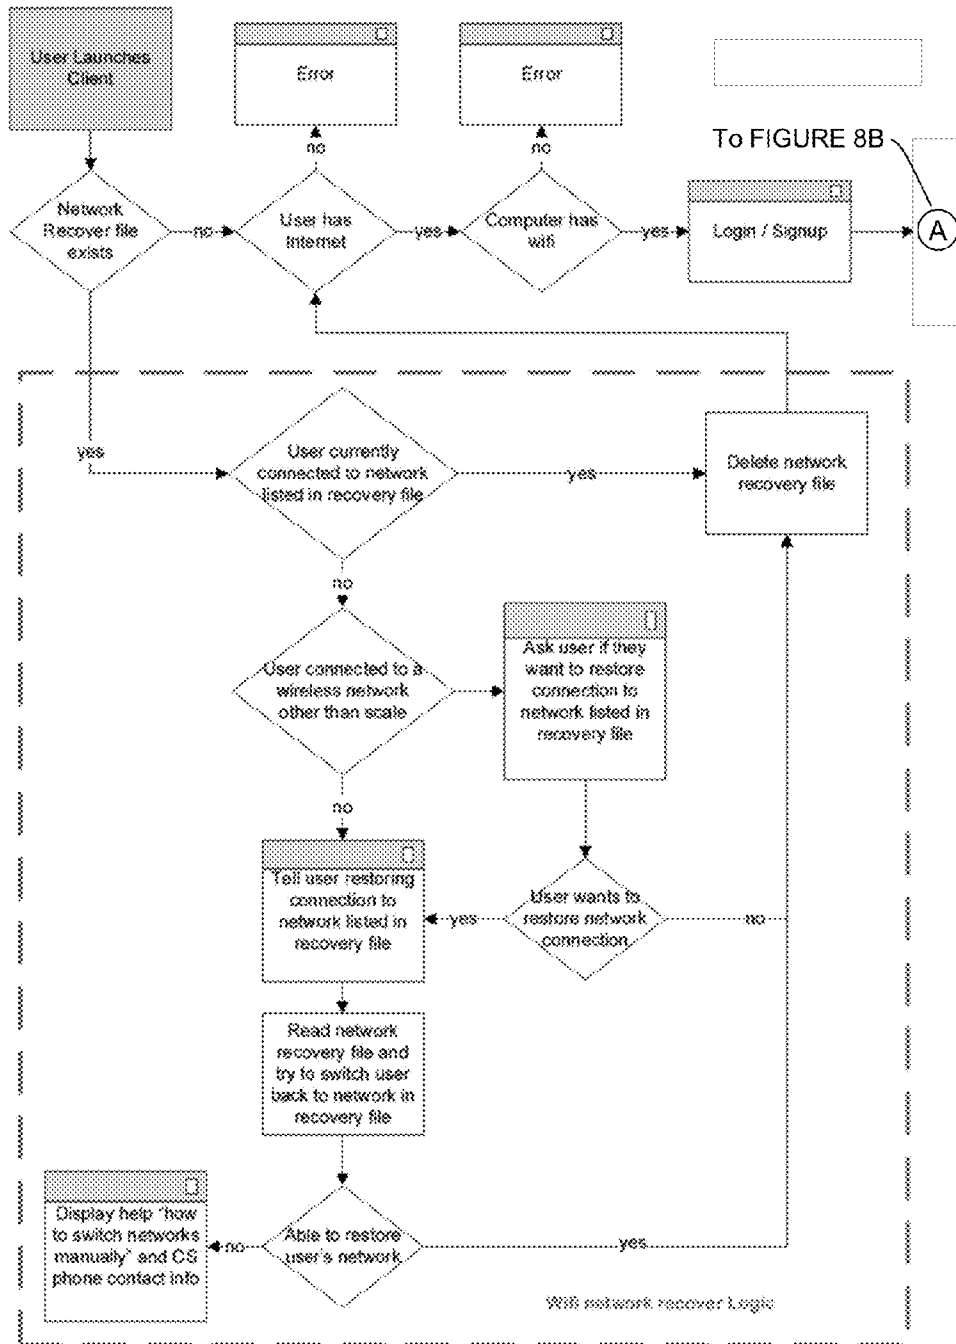 User Launches
Client
Error
Error
To FIGURE 8B
no
no
Network
Recover file
exists
no
User has
Internet
yes
Computer has
wifi
yes
Login / Signup
A
yes
User currently
connected to network
listed in recovery file
yes
Delete network
recovery file
no
User connected to a
wireless network
other than scale
Ask user if they
want to restore
connection to
network listed in
recovery file
no
Tell user restoring
connection to
network listed in
recovery file
yes
User wants to
restore network
connection
no
Read network
recovery file and
try to switch user
back to network in
recovery file
Display help "how
to switch networks
manually" and CS
phone contact info
no
Able to restore
user's network
yes
Wifi network recover Logic